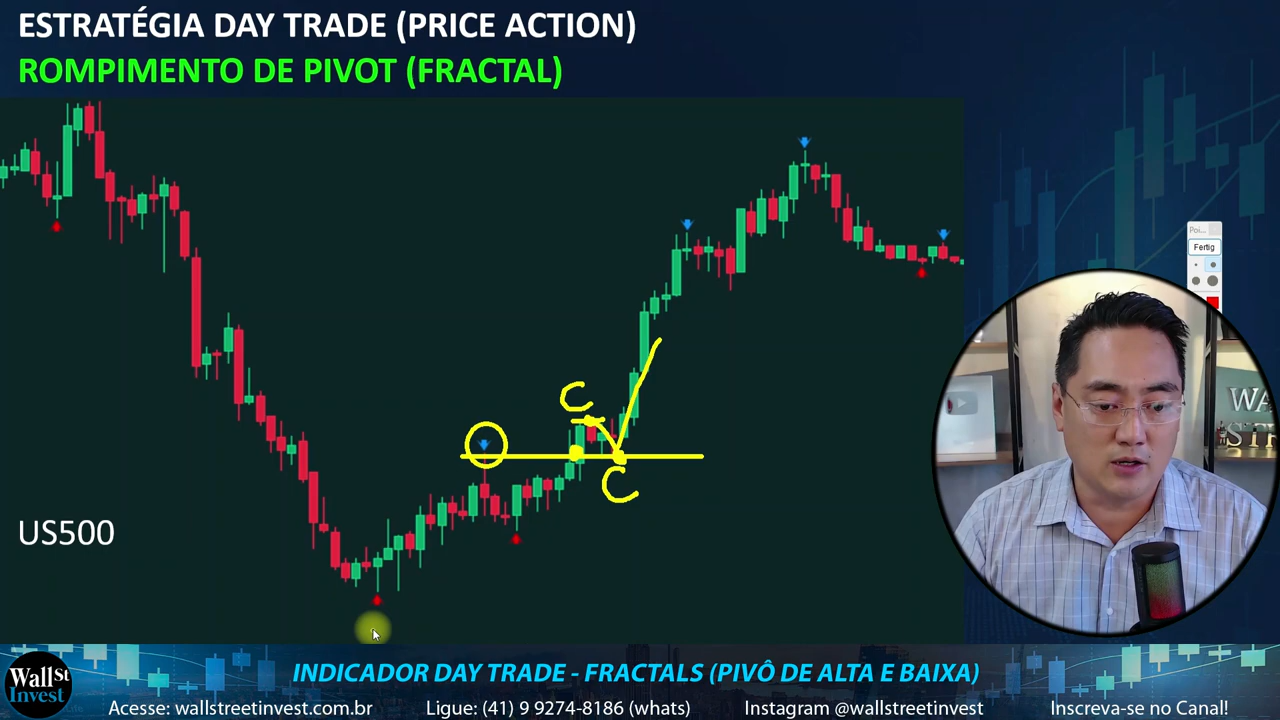 ESTRATÉGIA DAY TRADE (PRICE ACTION)
ROMPIMENTO DE PIVOT (FRACTAL)
Poi...
Fertig
C
C
US500
WA
STR
Wall St
Invest
INDICADOR DAY TRADE - FRACTALS (PIVÔ DE ALTA E BAIXA)
Acesse: wallstreetinvest.com.br
Ligue: (41) 9 9274-8186 (whats)
Instagram @wallstreetinvest
Inscreva-se no Canal!